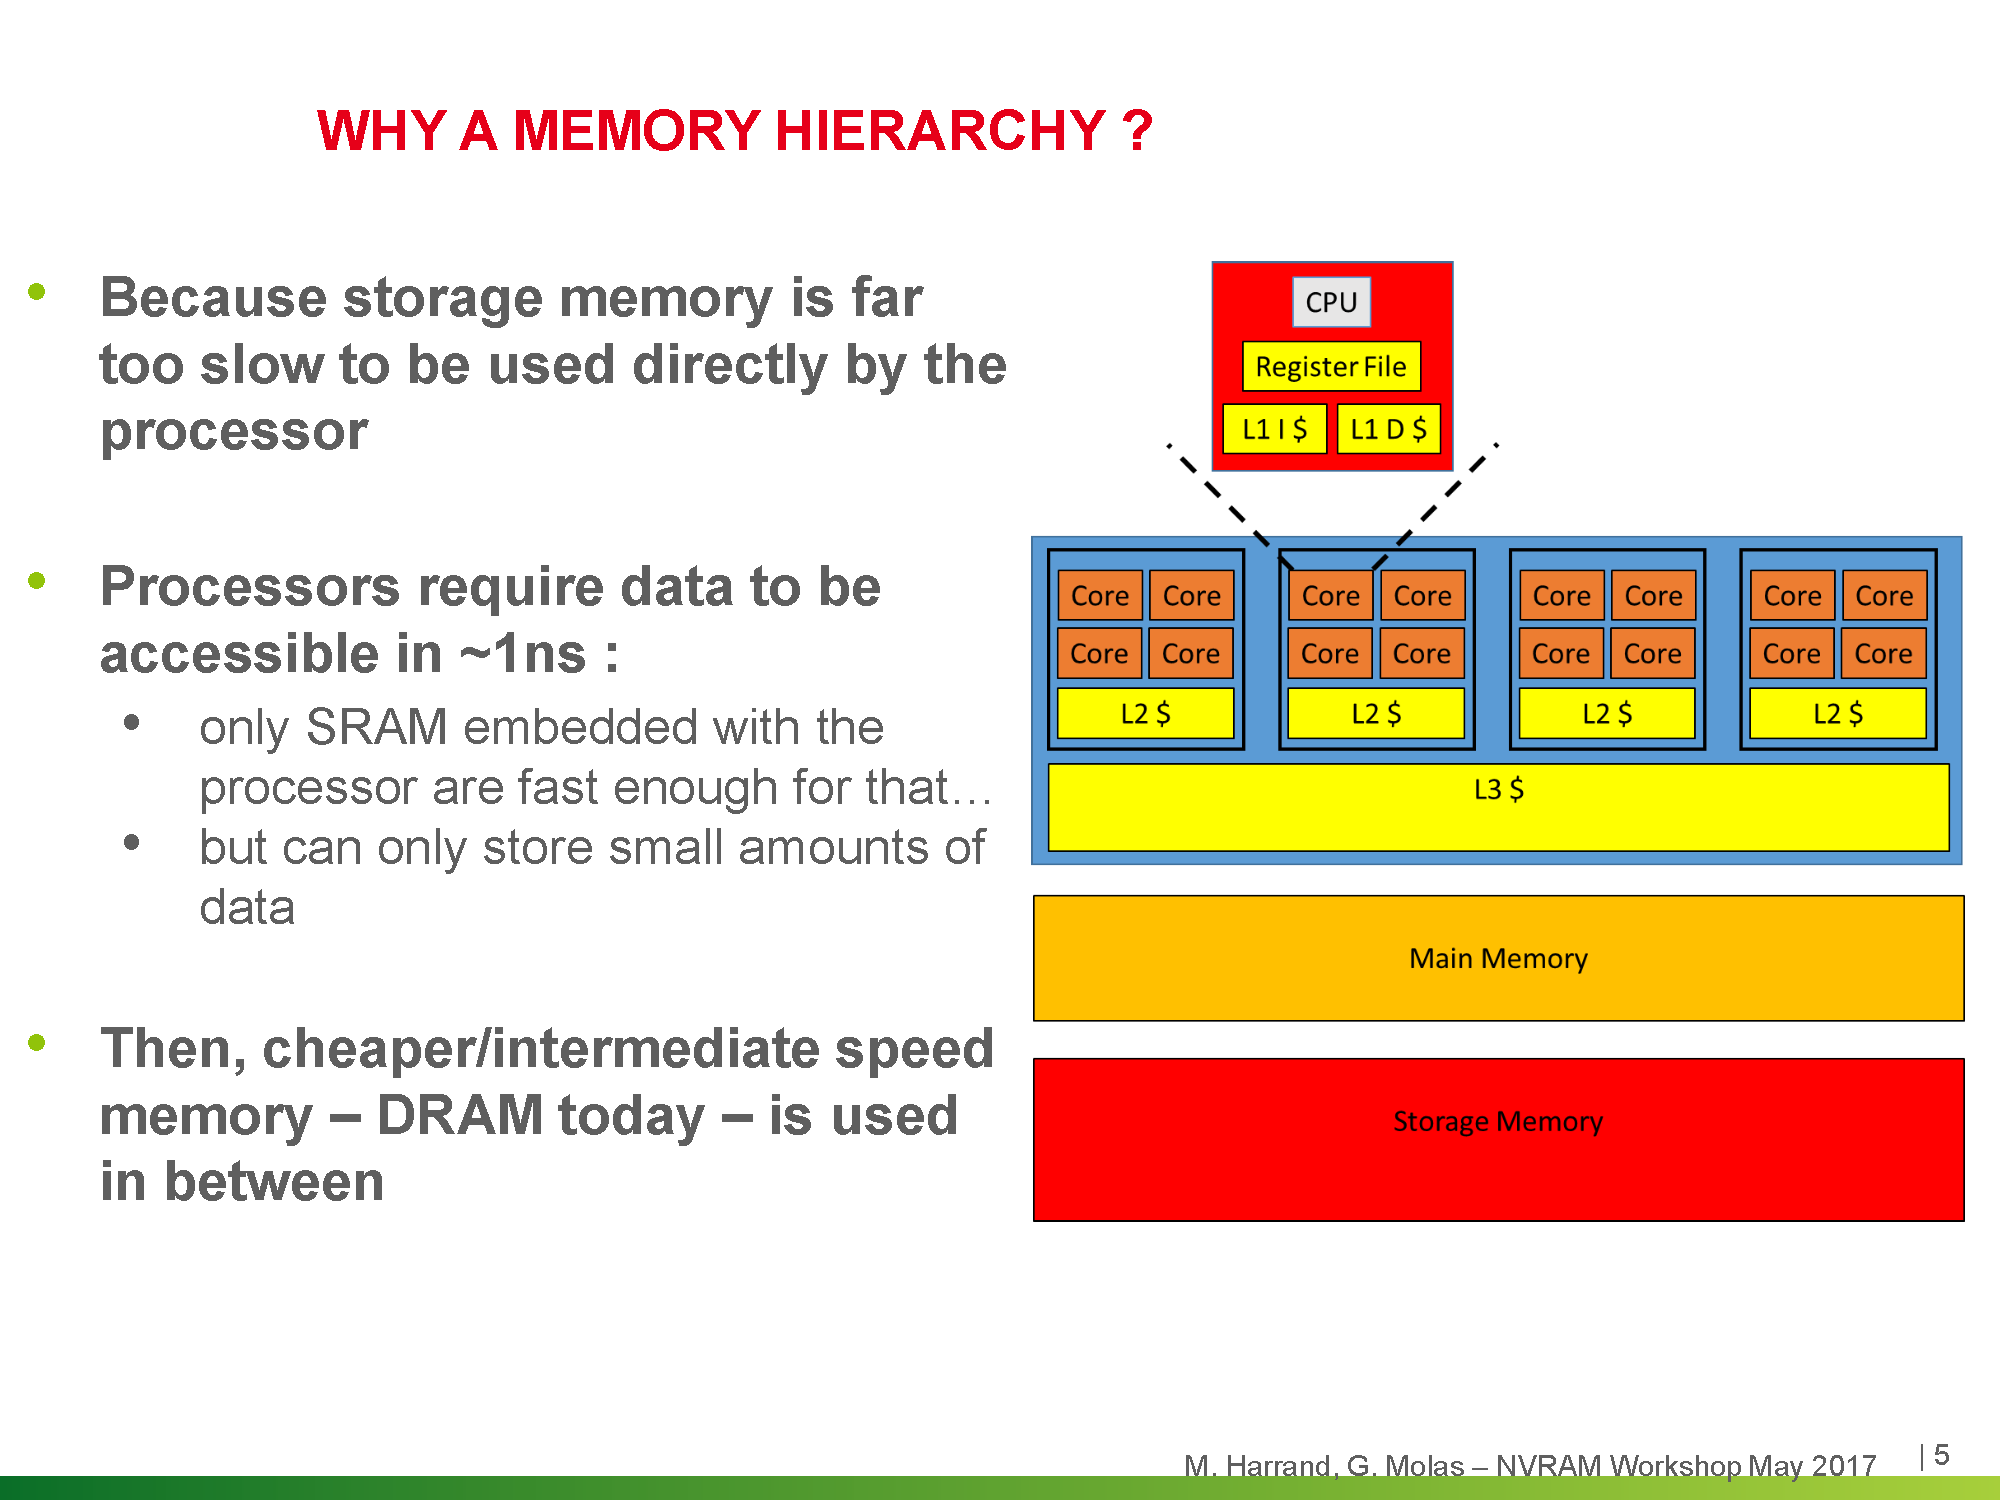 WHY A MEMORY HIERARCHY ?
• Because storage memory is far
too slow to be used directly by the
processor
• Processors require data to be
accessible in ~1ns :
• only SRAM embedded with the
processor are fast enough for that…
• but can only store small amounts of
data
• Then, cheaper/intermediate speed
memory – DRAM today – is used
in between
CPU
Register File
L1 I $ L1 D $
Core Core Core Core Core Core Core Core
Core Core Core Core Core Core Core Core
L2 $ L2 $ L2 $ L2 $
L3 $
Main Memory
Storage Memory
M. Harrand, G. Molas – NVRAM Workshop May 2017
| 5